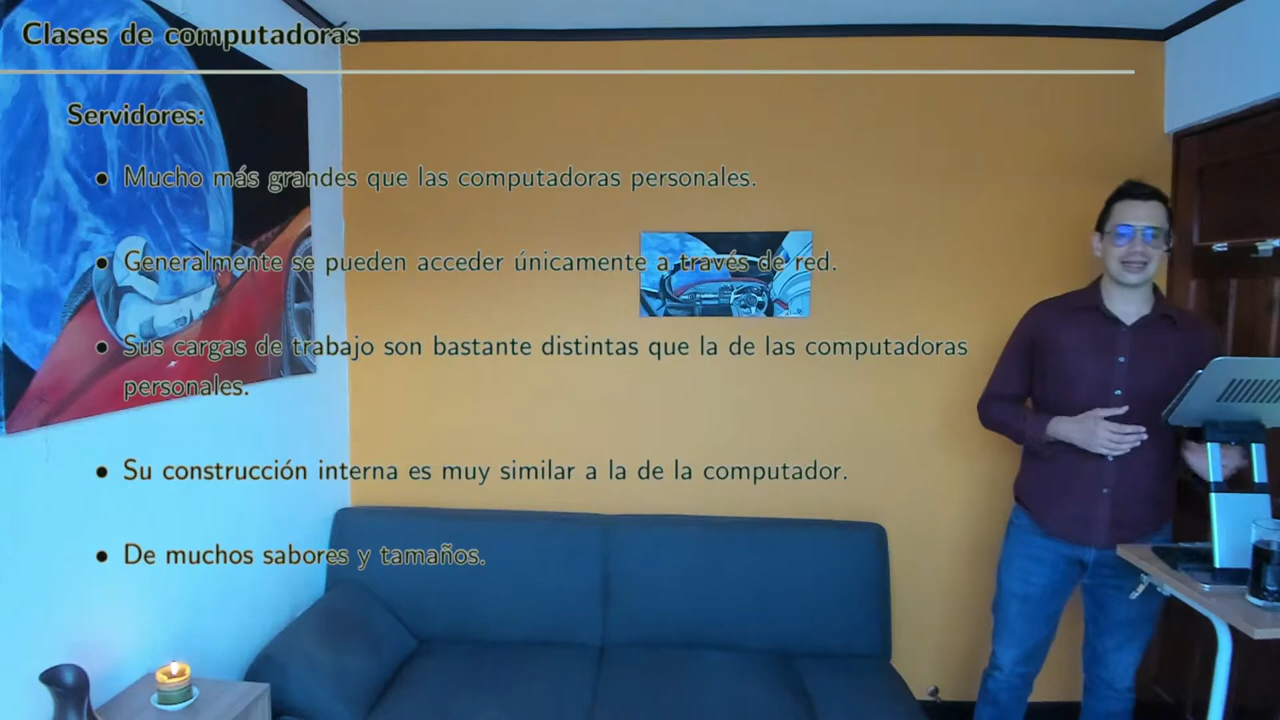 Clases de computadoras
Servidores:
• Mucho más grandes que las computadoras personales.
• Generalmente se pueden acceder únicamente a través de red.
• Sus cargas de trabajo son bastante distintas que la de las computadoras
personales.
• Su construcción interna es muy similar a la de la computador.
• De muchos sabores y tamaños.